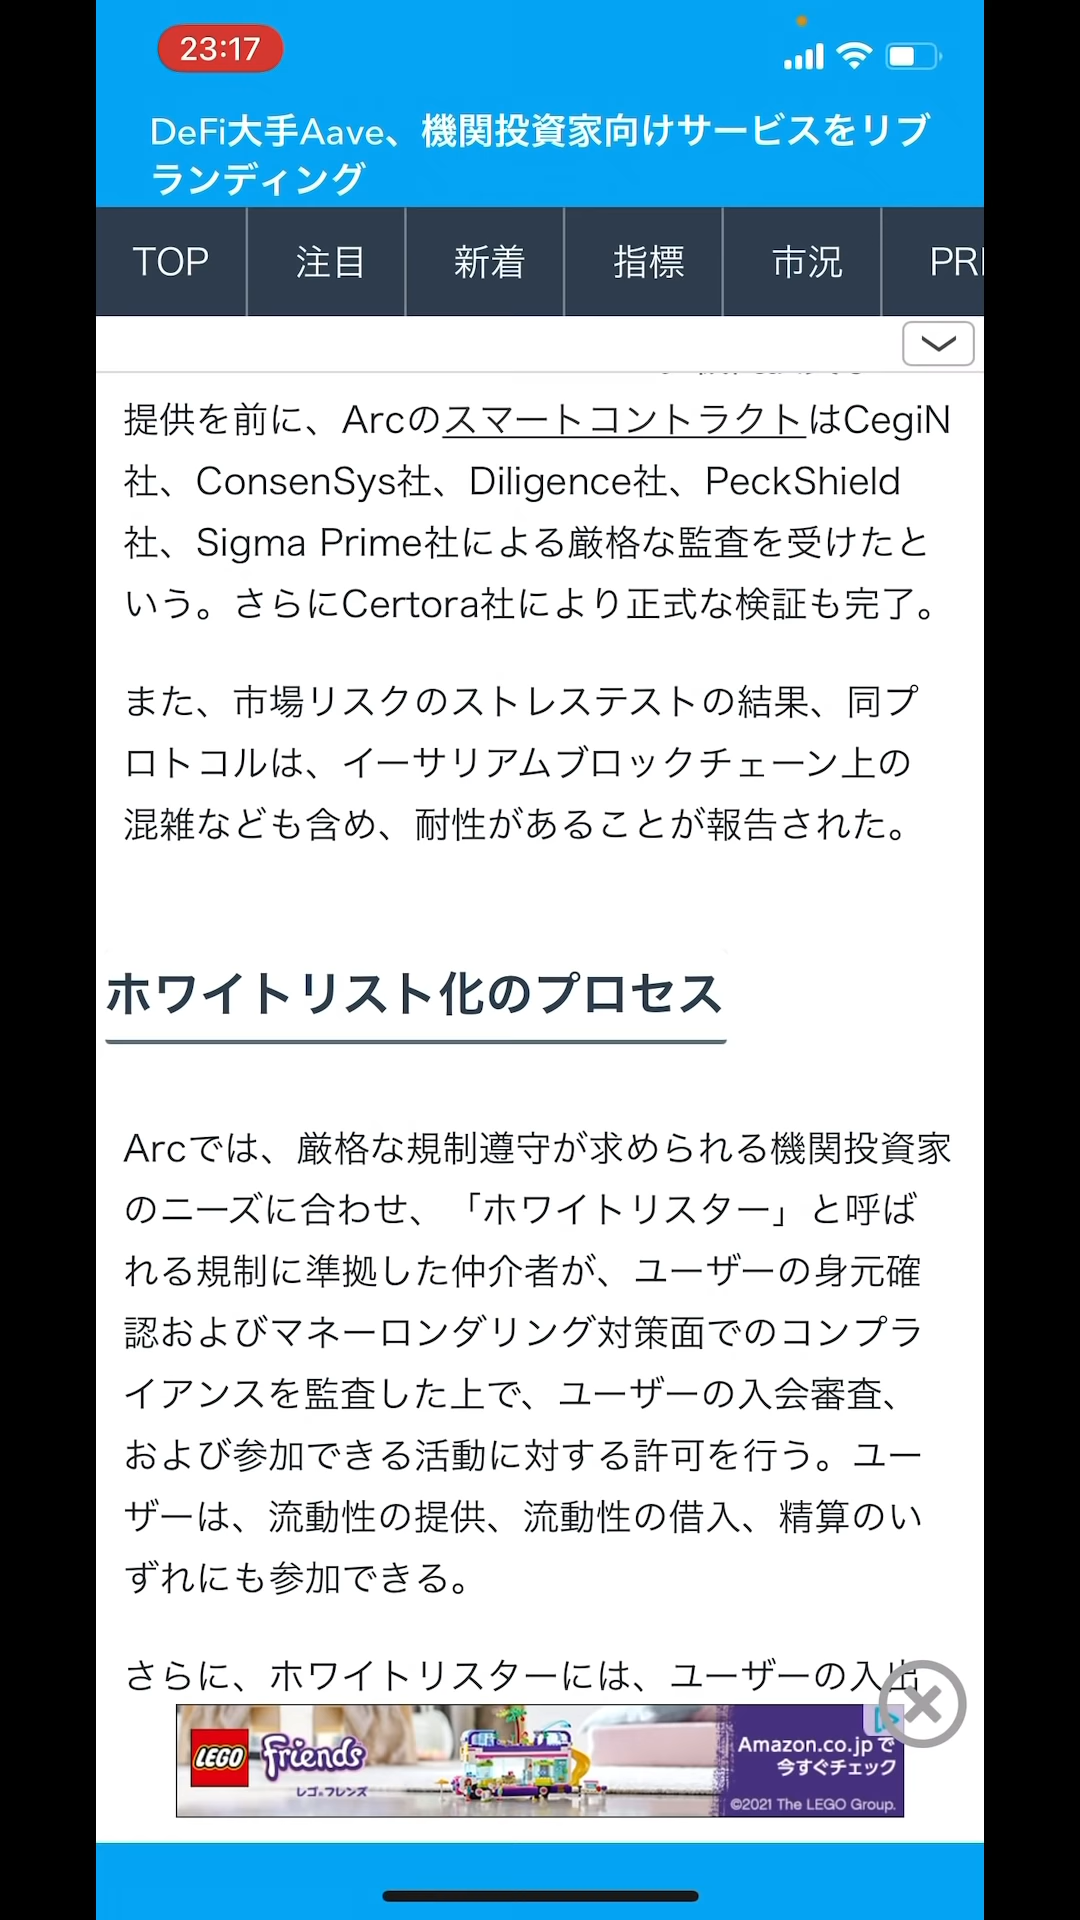 23:17
DeFi大手Aave、機関投資家向けサービスをリブ
ランディング
TOP
注目
新着
指標
市況
提供を前に、Arcのスマートコントラクトはは CegiN
社、ConsenSys社、Diligence社、PeckShield
社、Sigma Prime社による厳格な監査を受けたと
いう。さらにCertora社により正式な検証も完了。
また、市場リスクのストレステストの結果、同プ
ロトコルは、イーサリアムブロックチェーン上の
混雑なども含め、耐性があることが報告された。
ホワイトリスト化のプロセス
Arcでは、厳格な規制遵守が求められる機関投資家
のニーズに合わせ、「ホワイトリスター」と呼ば
れる規制に準拠した仲介者が、ユーザーの身元確
認およびマネーロンダリング対策面でのコンプラ
イアンスを監査した上で、ユーザーの入会審査、
および参加できる活動に対する許可を行う。ユー
ザーは、流動性の提供、流動性の借入、精算のい
ずれにも参加できる。
さらに、ホワイトリスターには、ユーザーの入出
LEGO
friends
レゴ®フレンズ
Amazon.co.jpで
今すぐチェック
©2021 The LEGO Group.